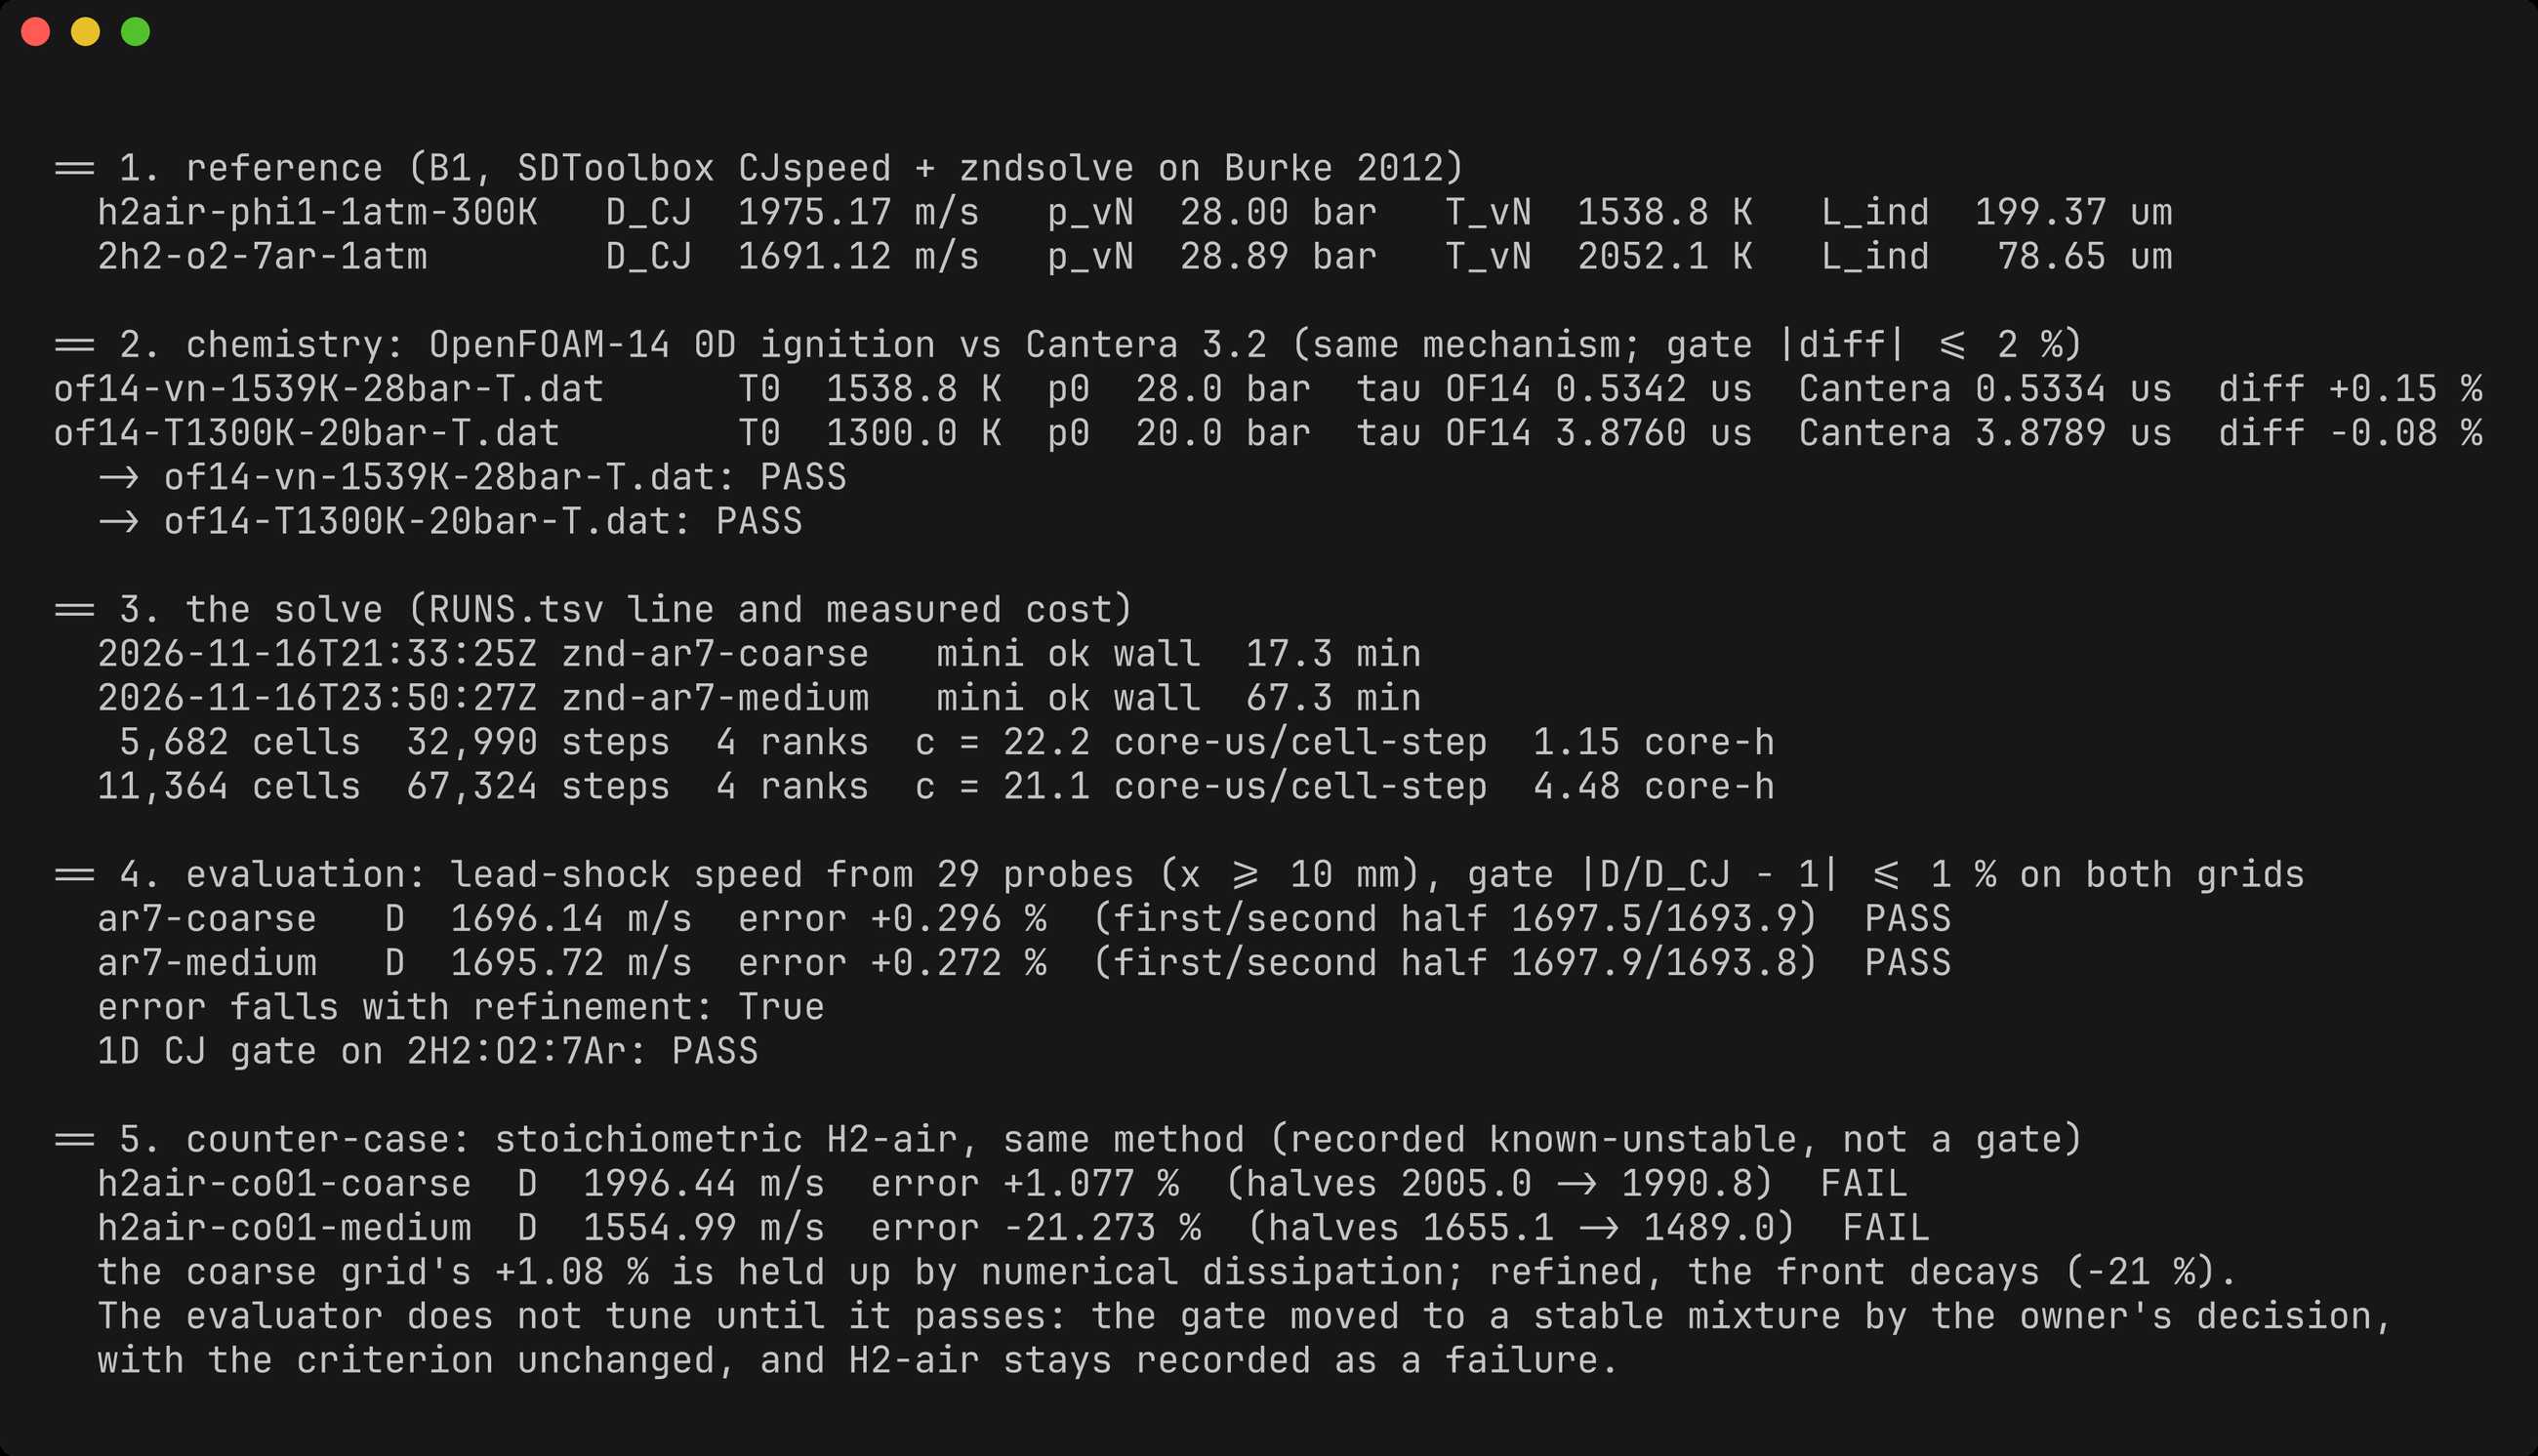 == 1. reference (B1, SDToolbox CJspeed + zndsolve on Burke 2012)
h2air-phi1-1atm-300K   D_CJ  1975.17 m/s   p_vN  28.00 bar   T_vN  1538.8 K   L_ind  199.37 um
2h2-o2-7ar-1atm        D_CJ  1691.12 m/s   p_vN  28.89 bar   T_vN  2052.1 K   L_ind   78.65 um
== 2. chemistry: OpenFOAM-14 0D ignition vs Cantera 3.2 (same mechanism; gate |diff| <= 2 %)
of14-vn-1539K-28bar-T.dat      T0  1538.8 K  p0  28.0 bar  tau OF14 0.5342 us  Cantera 0.5334 us  diff +0.15 %
of14-T1300K-20bar-T.dat        T0  1300.0 K  p0  20.0 bar  tau OF14 3.8760 us  Cantera 3.8789 us  diff -0.08 %
-> of14-vn-1539K-28bar-T.dat: PASS
-> of14-T1300K-20bar-T.dat: PASS
== 3. the solve (RUNS.tsv line and measured cost)
2026-11-16T21:33:25Z znd-ar7-coarse   mini ok wall  17.3 min
2026-11-16T23:50:27Z znd-ar7-medium   mini ok wall  67.3 min
5,682 cells  32,990 steps  4 ranks  c = 22.2 core-us/cell-step  1.15 core-h
11,364 cells  67,324 steps  4 ranks  c = 21.1 core-us/cell-step  4.48 core-h
== 4. evaluation: lead-shock speed from 29 probes (x >= 10 mm), gate |D/D_CJ - 1| <= 1 % on both grids
ar7-coarse   D  1696.14 m/s  error +0.296 %  (first/second half 1697.5/1693.9)  PASS
ar7-medium   D  1695.72 m/s  error +0.272 %  (first/second half 1697.9/1693.8)  PASS
error falls with refinement: True
1D CJ gate on 2H2:O2:7Ar: PASS
== 5. counter-case: stoichiometric H2-air, same method (recorded known-unstable, not a gate)
h2air-co01-coarse  D  1996.44 m/s  error +1.077 %  (halves 2005.0 -> 1990.8)  FAIL
h2air-co01-medium  D  1554.99 m/s  error -21.273 %  (halves 1655.1 -> 1489.0)  FAIL
the coarse grid's +1.08 % is held up by numerical dissipation; refined, the front decays (-21 %).
The evaluator does not tune until it passes: the gate moved to a stable mixture by the owner's decision,
with the criterion unchanged, and H2-air stays recorded as a failure.